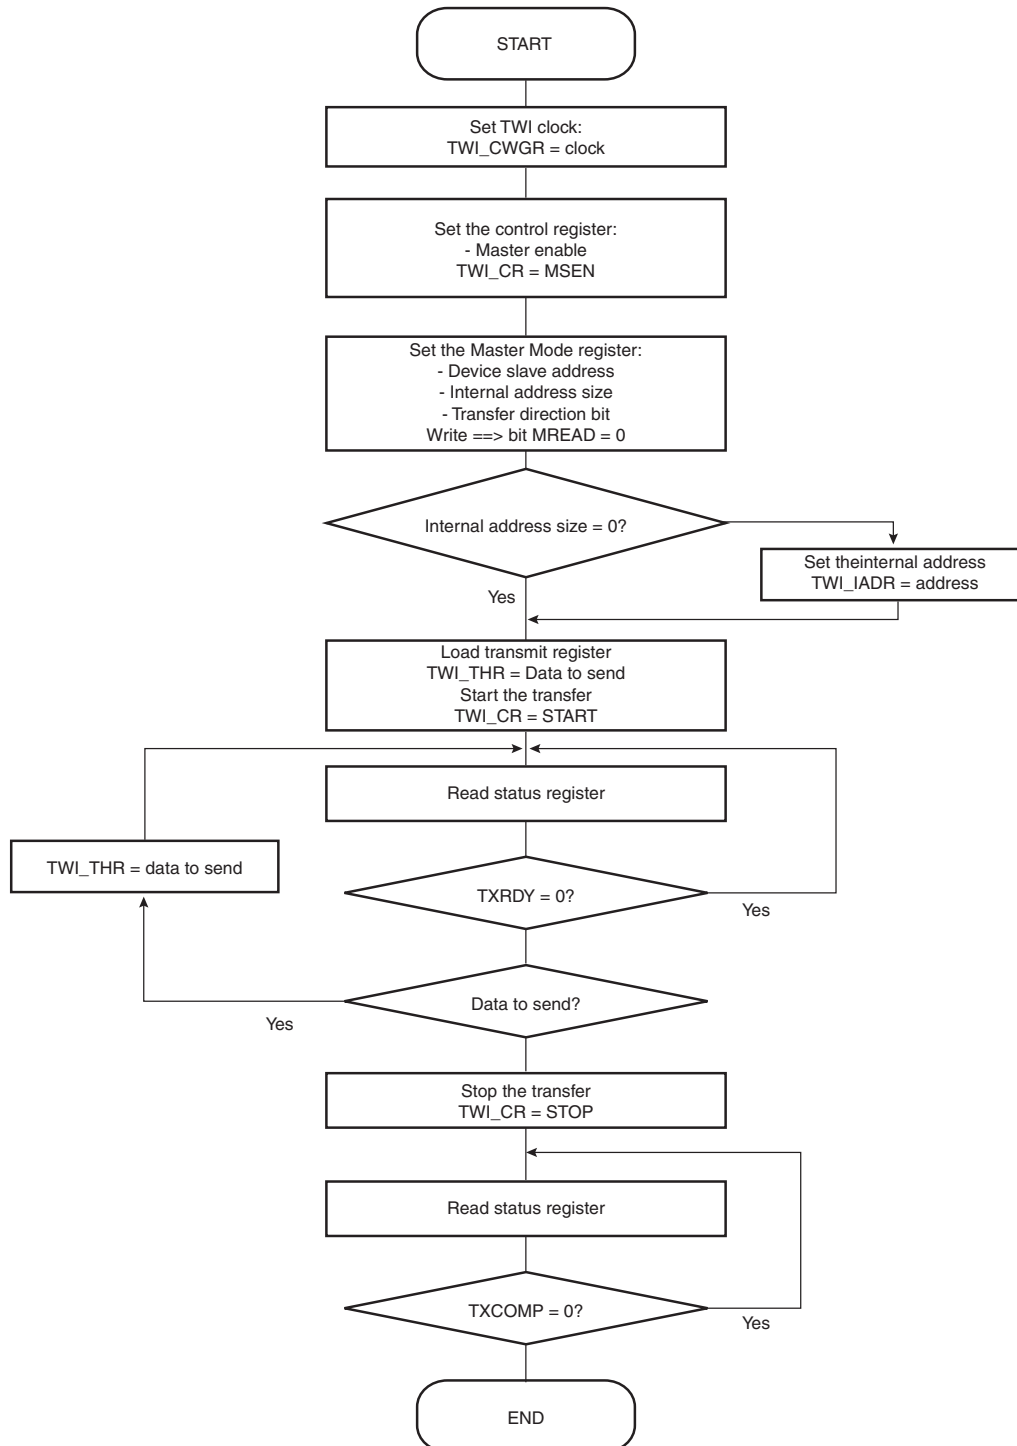 START
Set TWI clock:
TWI_CWGR = clock
Set the control register:
- Master enable
TWI_CR = MSEN
Set the Master Mode register:
- Device slave address
- Internal address size
- Transfer direction bit
Write ==> bit MREAD = 0
Internal address size = 0?
Set theinternal address
TWI_IADR = address
Yes
Load transmit register
TWI_THR = Data to send
Start the transfer
TWI_CR = START
Read status register
TWI_THR = data to send
TXRDY = 0?
Yes
Data to send?
Yes
Stop the transfer
TWI_CR = STOP
Read status register
TXCOMP = 0?
Yes
END